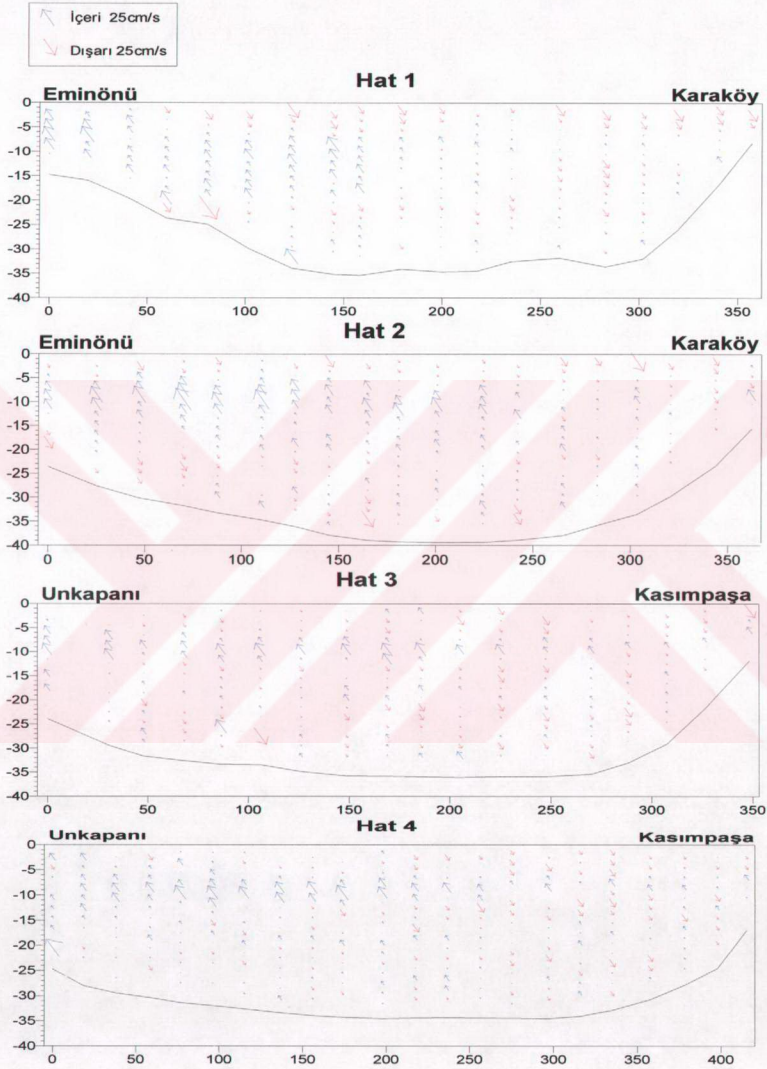 İçeri 25cm/s
Dışarı 25cm/s
Hat 1
Eminönü Karaköy
0
-5
-10
-15
-20
-25
-30
-35
-40
0 50 100 150 200 250 300 350
Hat 2
Eminönü Karaköy
0
-5
-10
-15
-20
-25
-30
-35
-40
0 50 100 150 200 250 300 350
Hat 3
Unkapanı Kasımpaşa
0
-5
-10
-15
-20
-25
-30
-35
-40
0 50 100 150 200 250 300 350
Hat 4
Unkapanı Kasımpaşa
0
-5
-10
-15
-20
-25
-30
-35
-40
0 50 100 150 200 250 300 350 400